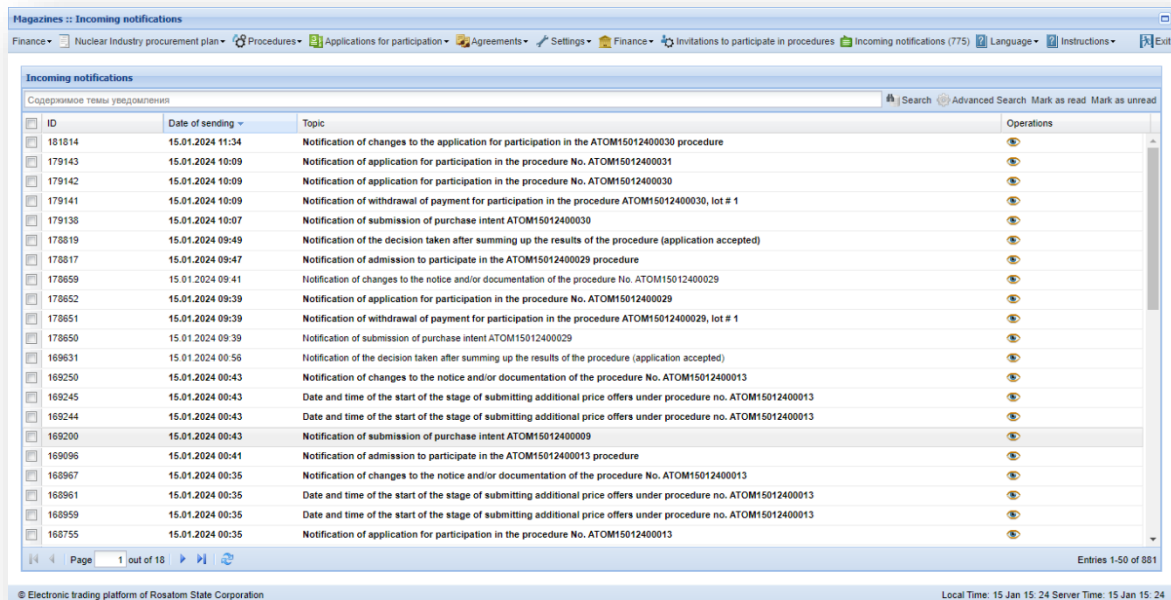 Magazines :: Incoming notifications
Finance Nuclear Industry procurement plan Procedures Applications for participation Agreements Settings Finance Invitations to participate in procedures Incoming notifications (775) Language Instructions Exit
Incoming notifications
Содержимое темы уведомления Search Advanced Search Mark as read Mark as unread
ID Date of sending Topic Operations
181814 15.01.2024 11:34 Notification of changes to the application for participation in the ATOM15012400030 procedure
179143 15.01.2024 10:09 Notification of application for participation in the procedure No. ATOM15012400031
179142 15.01.2024 10:09 Notification of application for participation in the procedure No. ATOM15012400030
179141 15.01.2024 10:09 Notification of withdrawal of payment for participation in the procedure ATOM15012400030, lot # 1
179138 15.01.2024 10:07 Notification of submission of purchase intent ATOM15012400030
178819 15.01.2024 09:49 Notification of the decision taken after summing up the results of the procedure (application accepted)
178817 15.01.2024 09:47 Notification of admission to participate in the ATOM15012400029 procedure
178659 15.01.2024 09:41 Notification of changes to the notice and/or documentation of the procedure No. ATOM15012400029
178652 15.01.2024 09:39 Notification of application for participation in the procedure No. ATOM15012400029
178651 15.01.2024 09:39 Notification of withdrawal of payment for participation in the procedure ATOM15012400029, lot # 1
178650 15.01.2024 09:39 Notification of submission of purchase intent ATOM15012400029
169631 15.01.2024 00:56 Notification of the decision taken after summing up the results of the procedure (application accepted)
169250 15.01.2024 00:43 Notification of changes to the notice and/or documentation of the procedure No. ATOM15012400013
169245 15.01.2024 00:43 Date and time of the start of the stage of submitting additional price offers under procedure no. ATOM15012400013
169244 15.01.2024 00:43 Date and time of the start of the stage of submitting additional price offers under procedure no. ATOM15012400013
169200 15.01.2024 00:43 Notification of submission of purchase intent ATOM15012400009
169096 15.01.2024 00:41 Notification of admission to participate in the ATOM15012400013 procedure
168967 15.01.2024 00:35 Notification of changes to the notice and/or documentation of the procedure No. ATOM15012400013
168961 15.01.2024 00:35 Date and time of the start of the stage of submitting additional price offers under procedure no. ATOM15012400013
168959 15.01.2024 00:35 Date and time of the start of the stage of submitting additional price offers under procedure no. ATOM15012400013
168755 15.01.2024 00:35 Notification of application for participation in the procedure No. ATOM15012400013
Page 1 out of 18 Entries 1-50 of 881
© Electronic trading platform of Rosatom State Corporation Local Time: 15 Jan 15: 24 Server Time: 15 Jan 15: 24